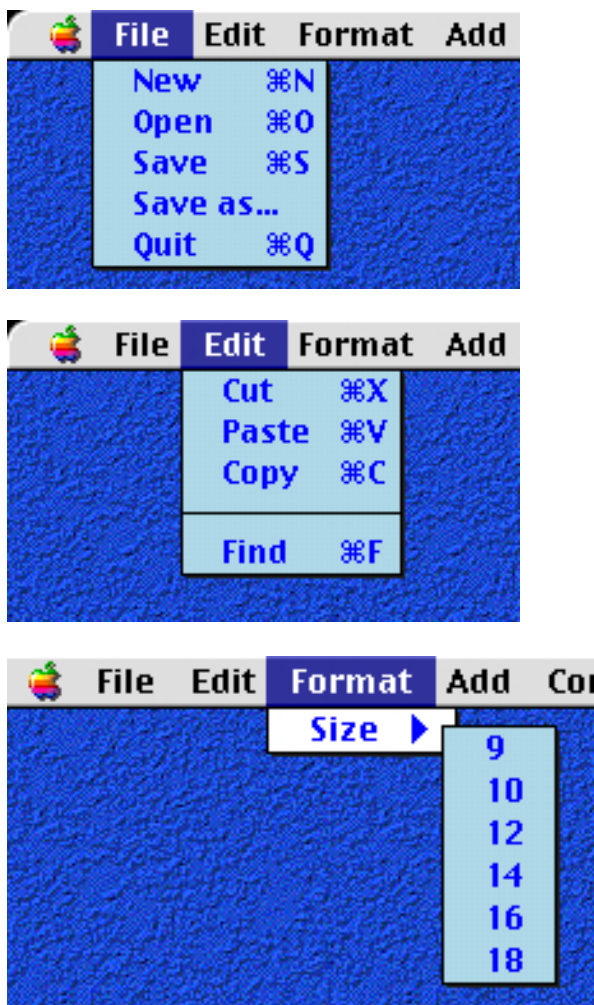 File Edit Format Add
New ⌘N
Open ⌘O
Save ⌘S
Save as...
Quit ⌘Q
File Edit Format Add
Cut ⌘X
Paste ⌘V
Copy ⌘C
Find ⌘F
File Edit Format Add
Size
9
10
12
14
16
18